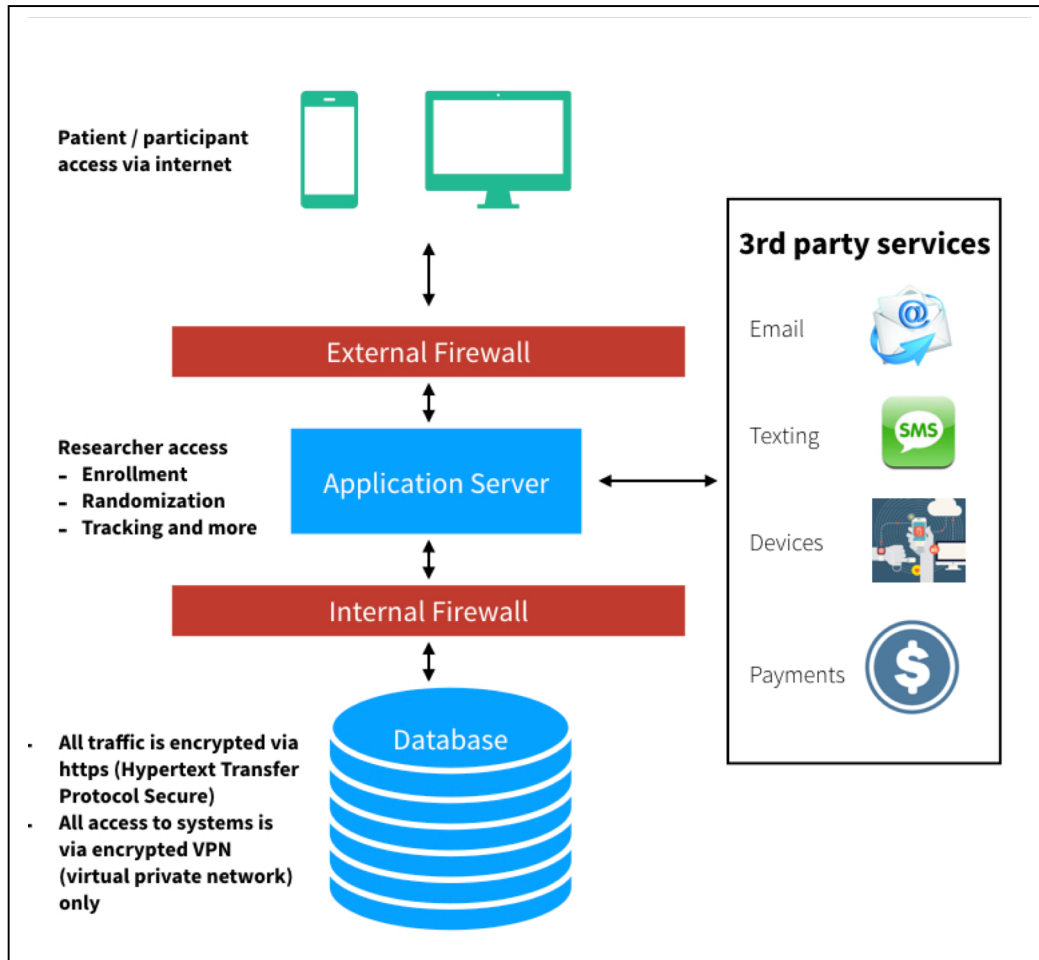 Patient / participant
access via internet
External Firewall
Researcher access
- Enrollment
- Randomization
- Tracking and more
Application Server
Internal Firewall
Database
- All traffic is encrypted via
https (Hypertext Transfer
Protocol Secure)
- All access to systems is
via encrypted VPN
(virtual private network)
only
3rd party services
Email
@
Texting
SMS
Devices
Payments
$